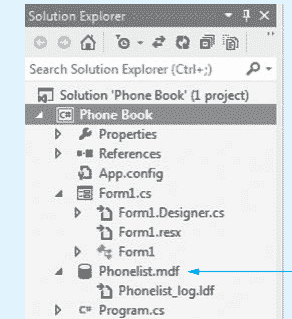 Solution Explorer
Search Solution Explorer (Ctrl+;)
Solution 'Phone Book' (1 project)
C# Phone Book
Properties
References
App.config
Form1.cs
Form1.Designer.cs
Form1.resx
Form1
Phonelist.mdf
Phonelist_log.ldf
C# Program.cs